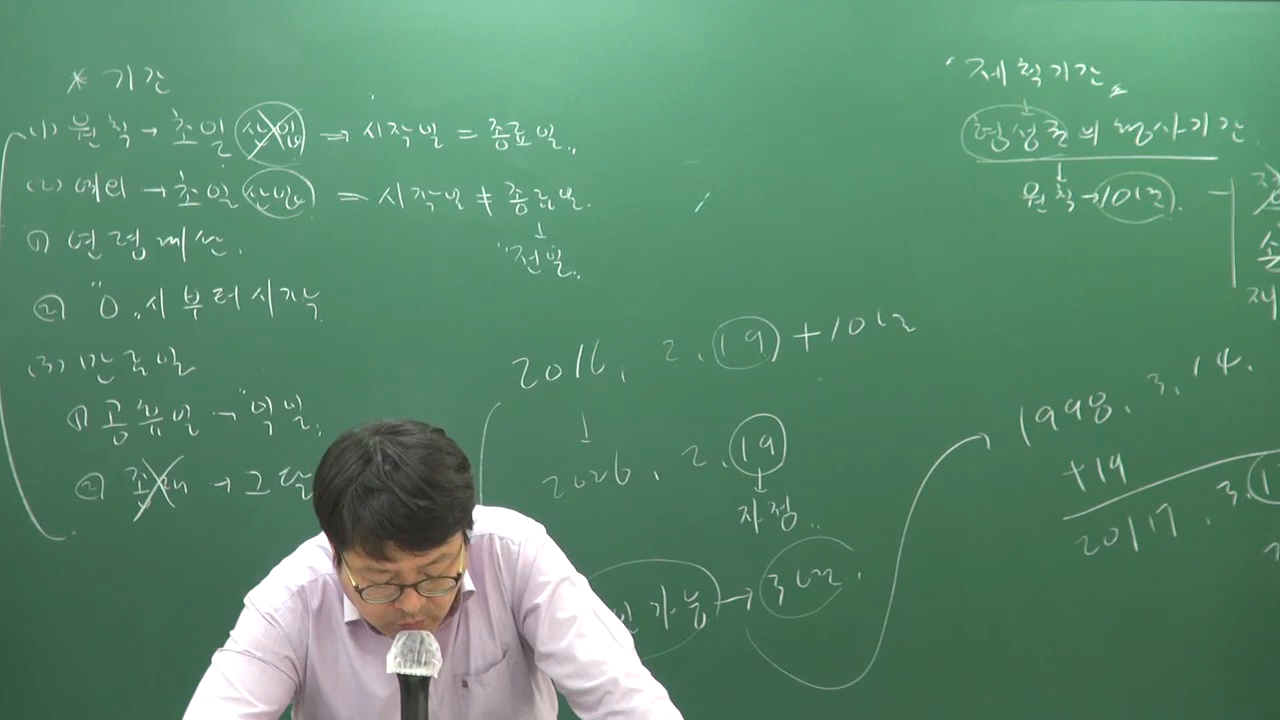 * 기간
(1) 원칙 → 초일 산입 ⇒ 시작일 = 종료일.
(2) 예외 → 초일 산입 ⇒ 시작일 ≠ 종료일.
↓
"전일.
① 연령계산.
② "0"시부터 시작
(3) 만료일
① 공휴일 → 익일.
② → 그 달
2016. 2. 19 + 10년
↓
2026. 2. 19
↓
자정.
가능 → 3년.
「제척기간」
↓
형성권의 행사기간
↓
원칙 → 10년.
1998. 3. 14.
+19
2017. 3.